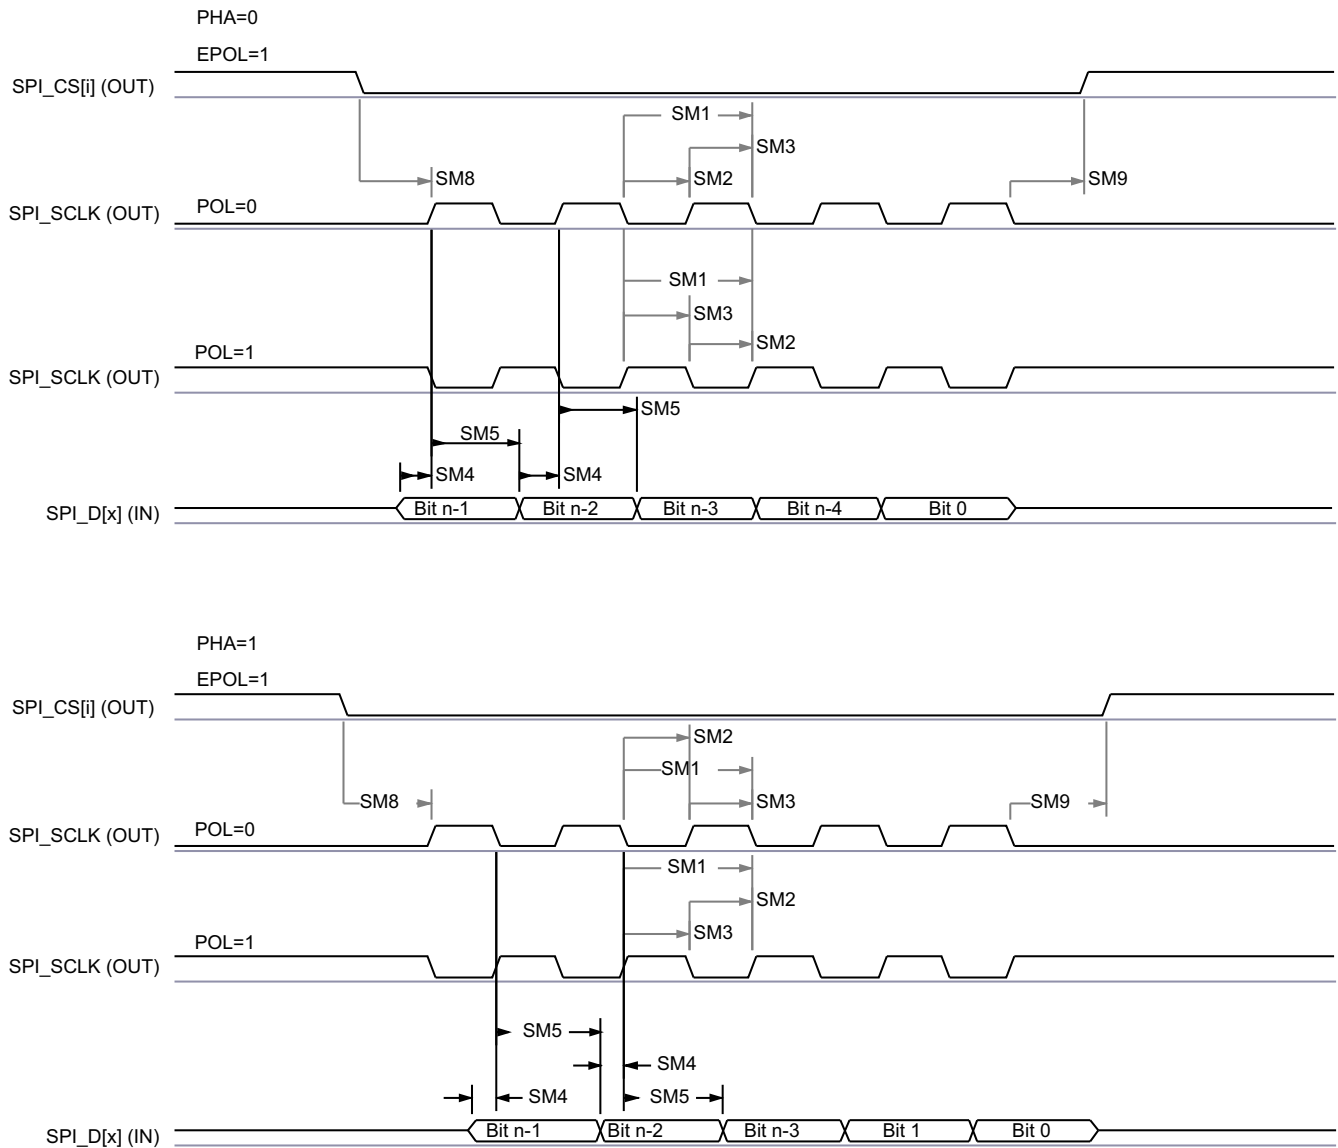 PHA=0
EPOL=1
SPI_CS[i] (OUT)
SM1
SM3
SM8
SM2
SM9
SPI_SCLK (OUT)
POL=0
SM1
SM3
SM2
POL=1
SPI_SCLK (OUT)
SM5
SM5
SM4
SM4
SPI_D[x] (IN)
Bit n-1
Bit n-2
Bit n-3
Bit n-4
Bit 0
PHA=1
EPOL=1
SPI_CS[i] (OUT)
SM2
SM1
SM8
SM3
SM9
SPI_SCLK (OUT)
POL=0
SM1
SM2
SM3
POL=1
SPI_SCLK (OUT)
SM5
SM4
SM4
SM5
SPI_D[x] (IN)
Bit n-1
Bit n-2
Bit n-3
Bit 1
Bit 0